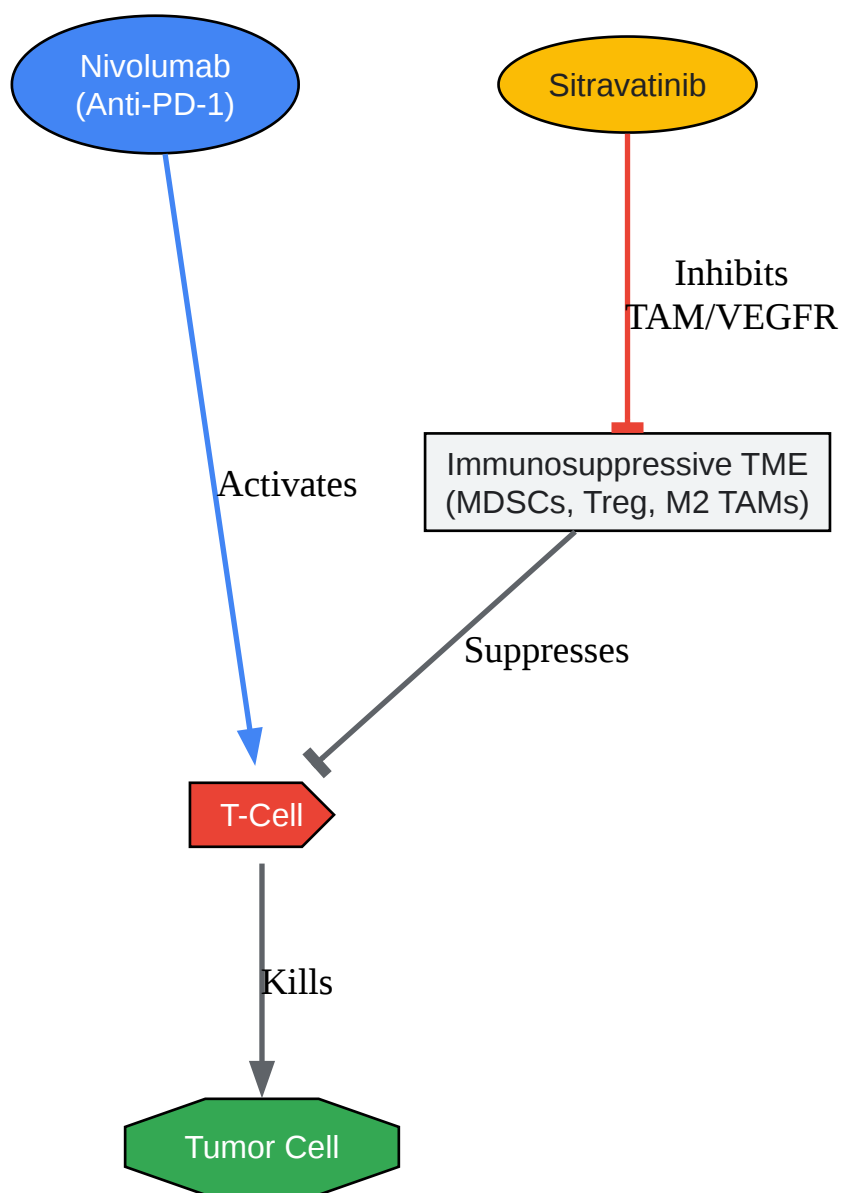 Nivolumab
(Anti-PD-1)
Sitravatinib
Inhibits
TAM/VEGFR
Immunosuppressive TME
(MDSCs, Treg, M2 TAMs)
Activates
Suppresses
T-Cell
Kills
Tumor Cell